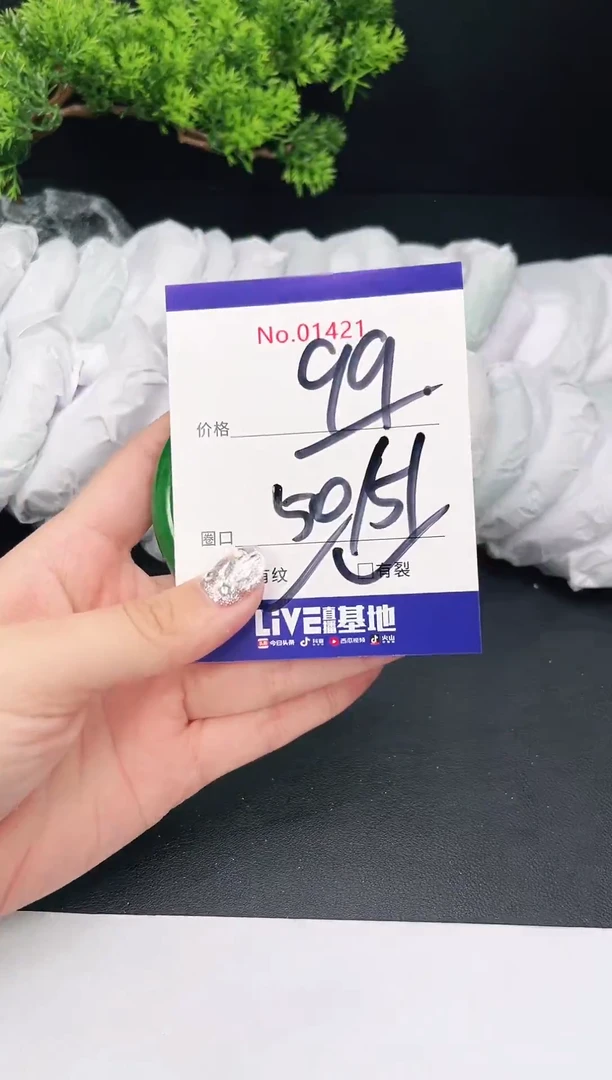 No.01421
价格 99.
圈口 50/51
有纹 有裂
LiVE直播基地
今日头条 抖音 西瓜视频 火山